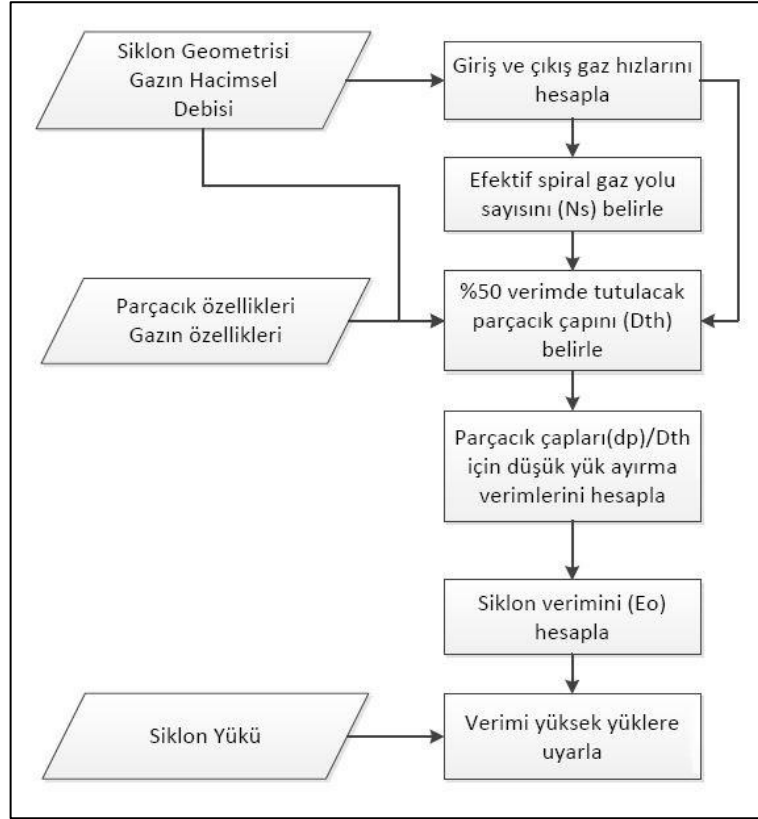 Siklon Geometrisi
Gazın Hacimsel
Debisi
Giriş ve çıkış gaz hızlarını
hesapla
Efektif spiral gaz yolu
sayısını (Ns) belirle
Parçacık özellikleri
Gazın özellikleri
%50 verimde tutulacak
parçacık çapını (Dth)
belirle
Parçacık çapları(dp)/Dth
için düşük yük ayırma
verimlerini hesapla
Siklon verimini (Eo)
hesapla
Siklon Yükü
Verimi yüksek yüklere
uyarla